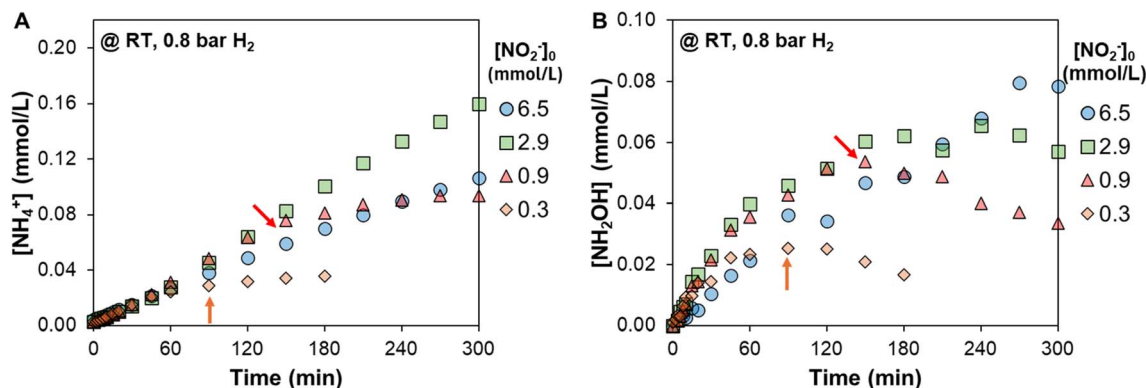 A
@ RT, 0.8 bar H₂
[NH₄⁺] (mmol/L)
0.20
0.16
0.12
0.08
0.04
0.00
0 60 120 180 240 300
Time (min)
[NO₂⁻]₀
(mmol/L)
6.5
2.9
0.9
0.3
B
@ RT, 0.8 bar H₂
[NH₂OH] (mmol/L)
0.10
0.08
0.06
0.04
0.02
0.00
0 60 120 180 240 300
Time (min)
[NO₂⁻]₀
(mmol/L)
6.5
2.9
0.9
0.3